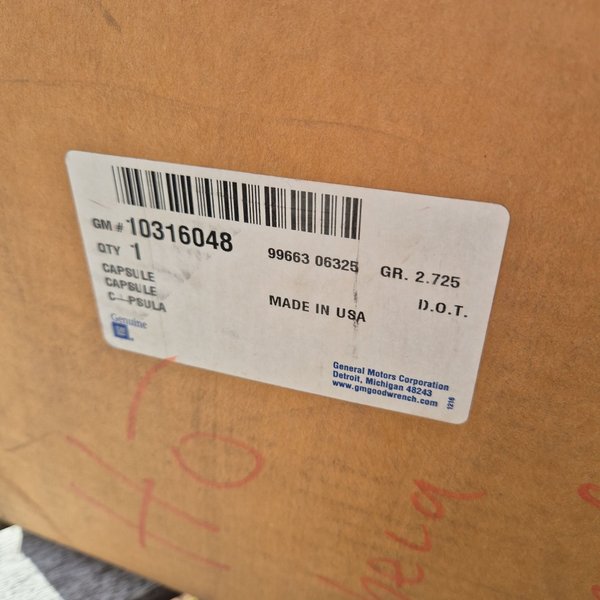 GM # 10316048
QTY 1
99663 06325
GR. 2.725
CAPSULE
CAPSULE
C--PSULA
MADE IN USA
D.O.T.
Genuine
GM
General Motors Corporation
Detroit, Michigan 48243
www.gmgoodwrench.com
1216